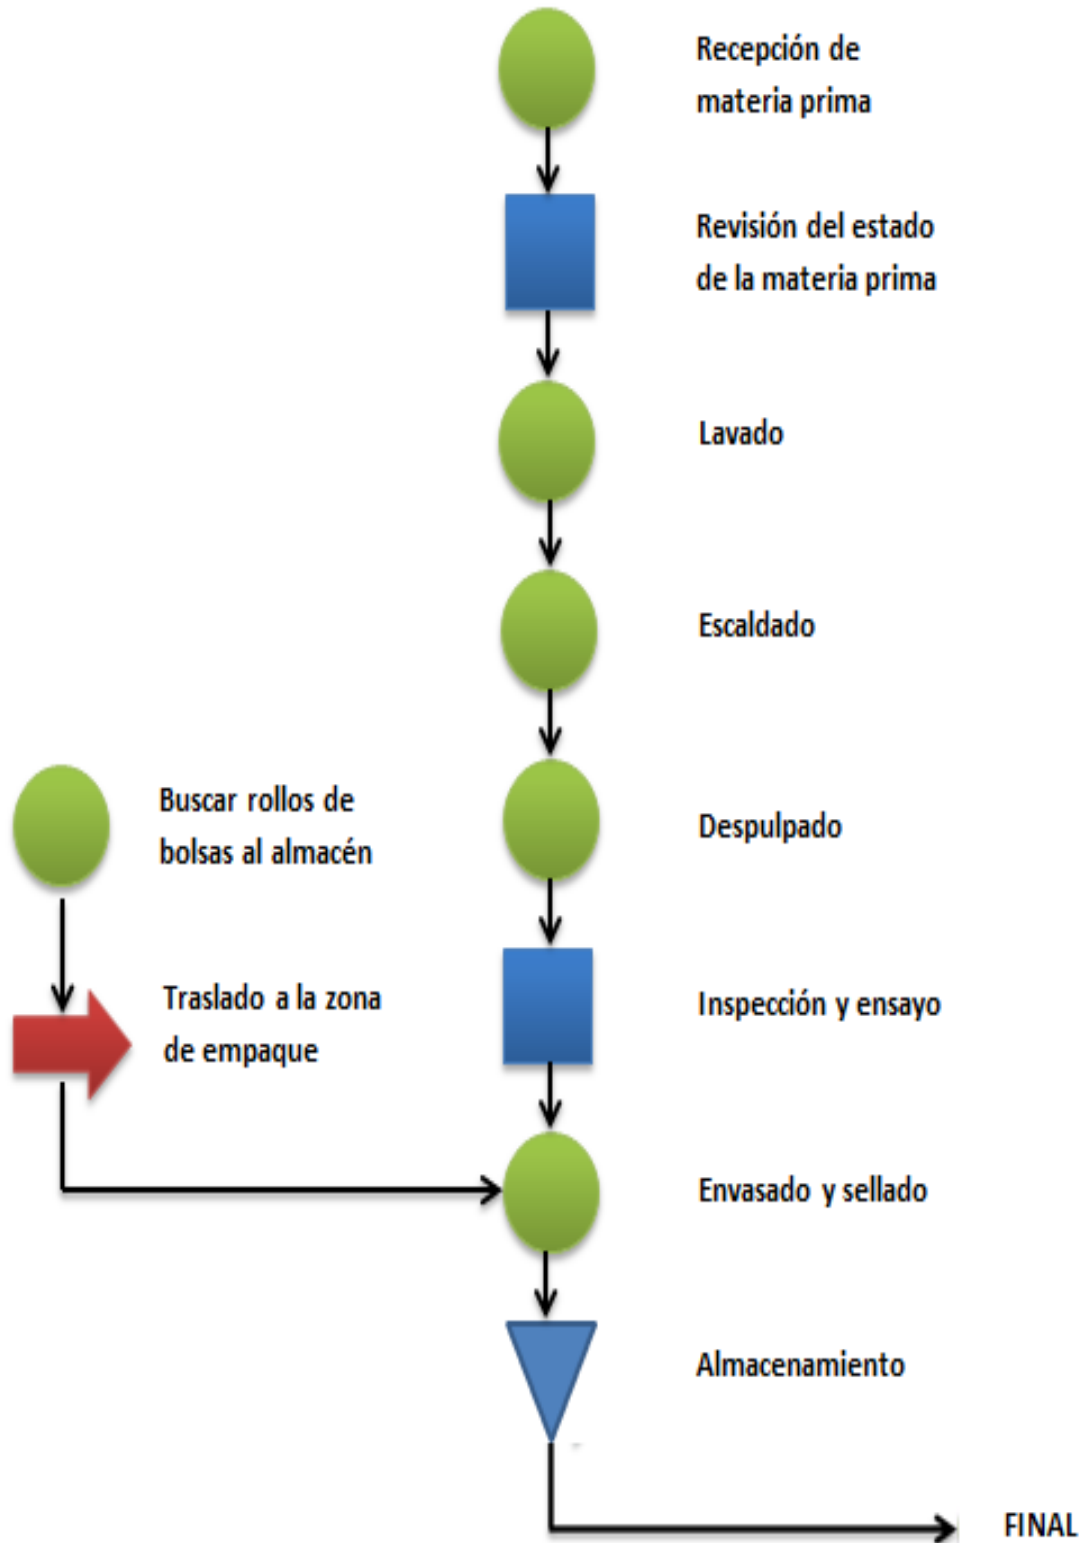 Recepción de
materia prima
Revisión del estado
de la materia prima
Lavado
Escaldado
Buscar rollos de
bolsas al almacén
Despulpado
Traslado a la zona
de empaque
Inspección y ensayo
Envasado y sellado
Almacenamiento
FINAL